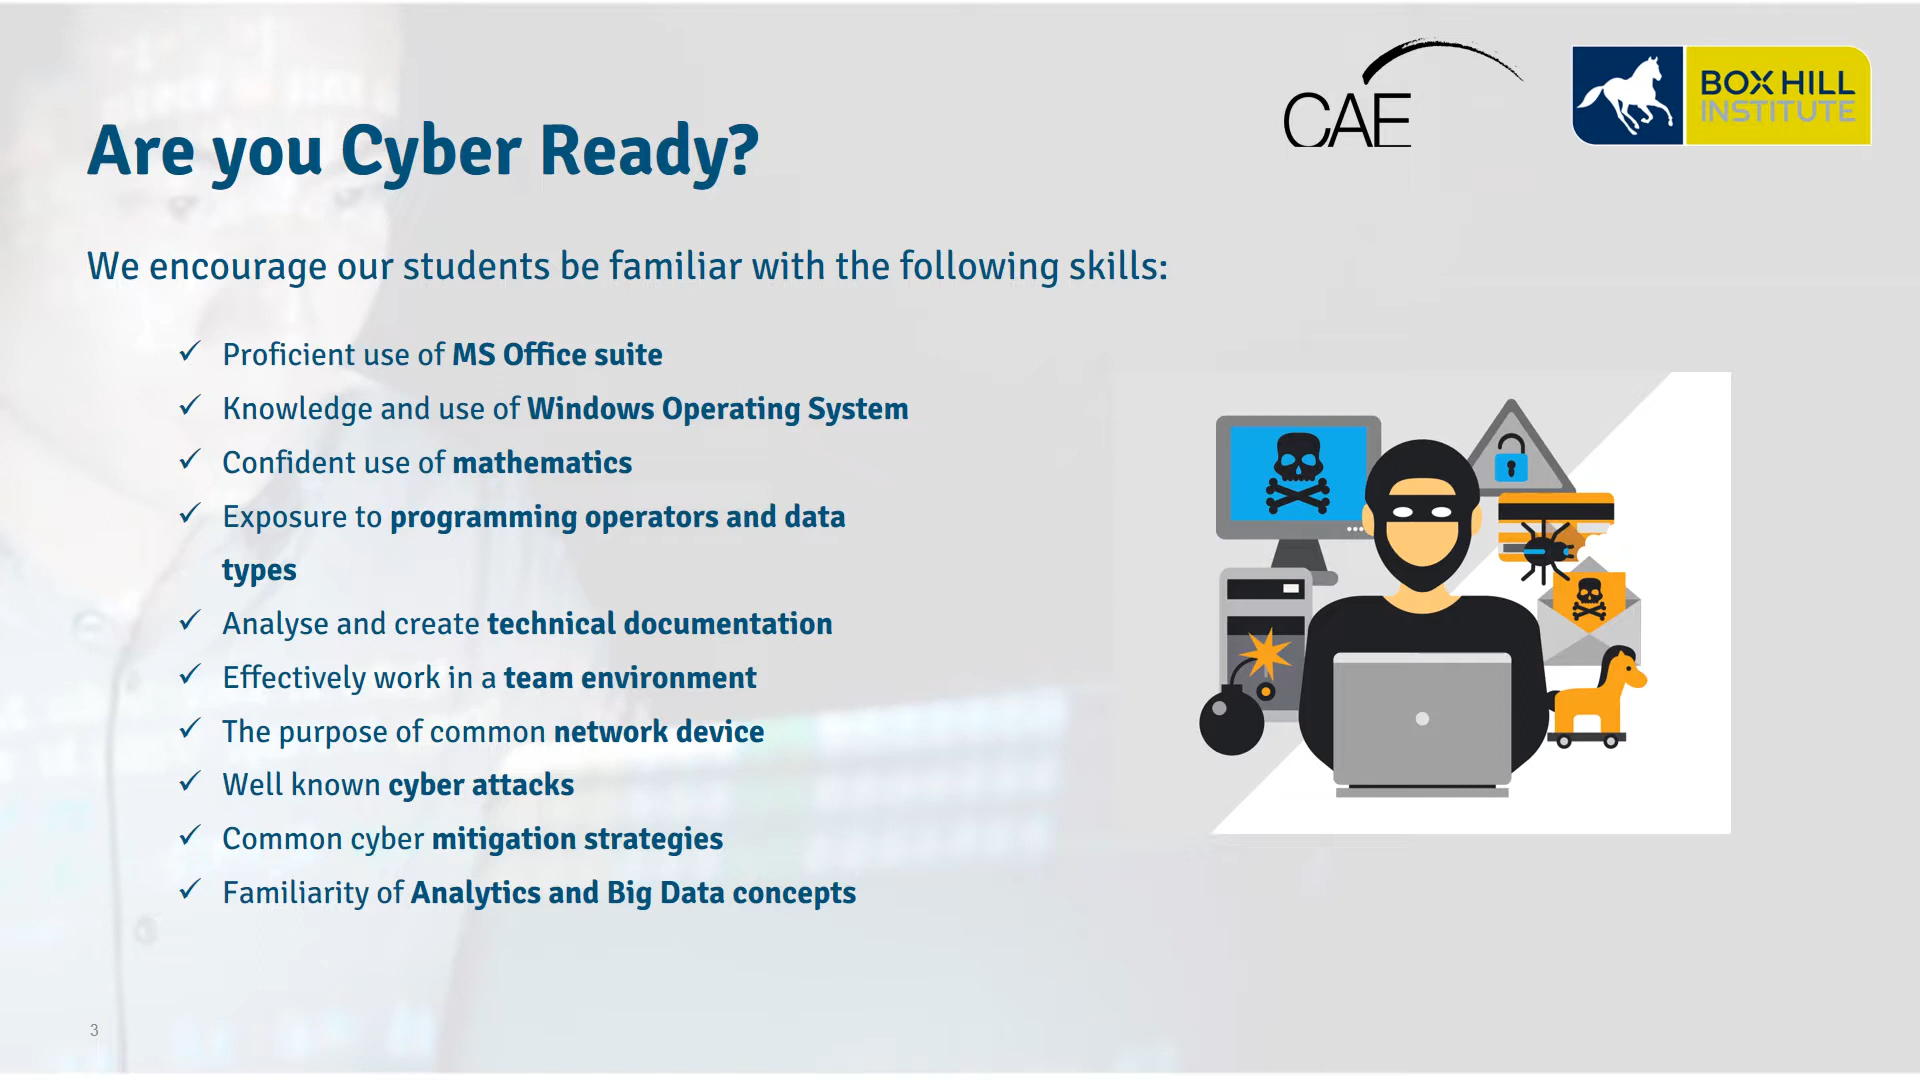 CAE
BOX HILL
INSTITUTE
Are you Cyber Ready?
We encourage our students be familiar with the following skills:
✓ Proficient use of MS Office suite
✓ Knowledge and use of Windows Operating System
✓ Confident use of mathematics
✓ Exposure to programming operators and data
types
✓ Analyse and create technical documentation
✓ Effectively work in a team environment
✓ The purpose of common network device
✓ Well known cyber attacks
✓ Common cyber mitigation strategies
✓ Familiarity of Analytics and Big Data concepts
3